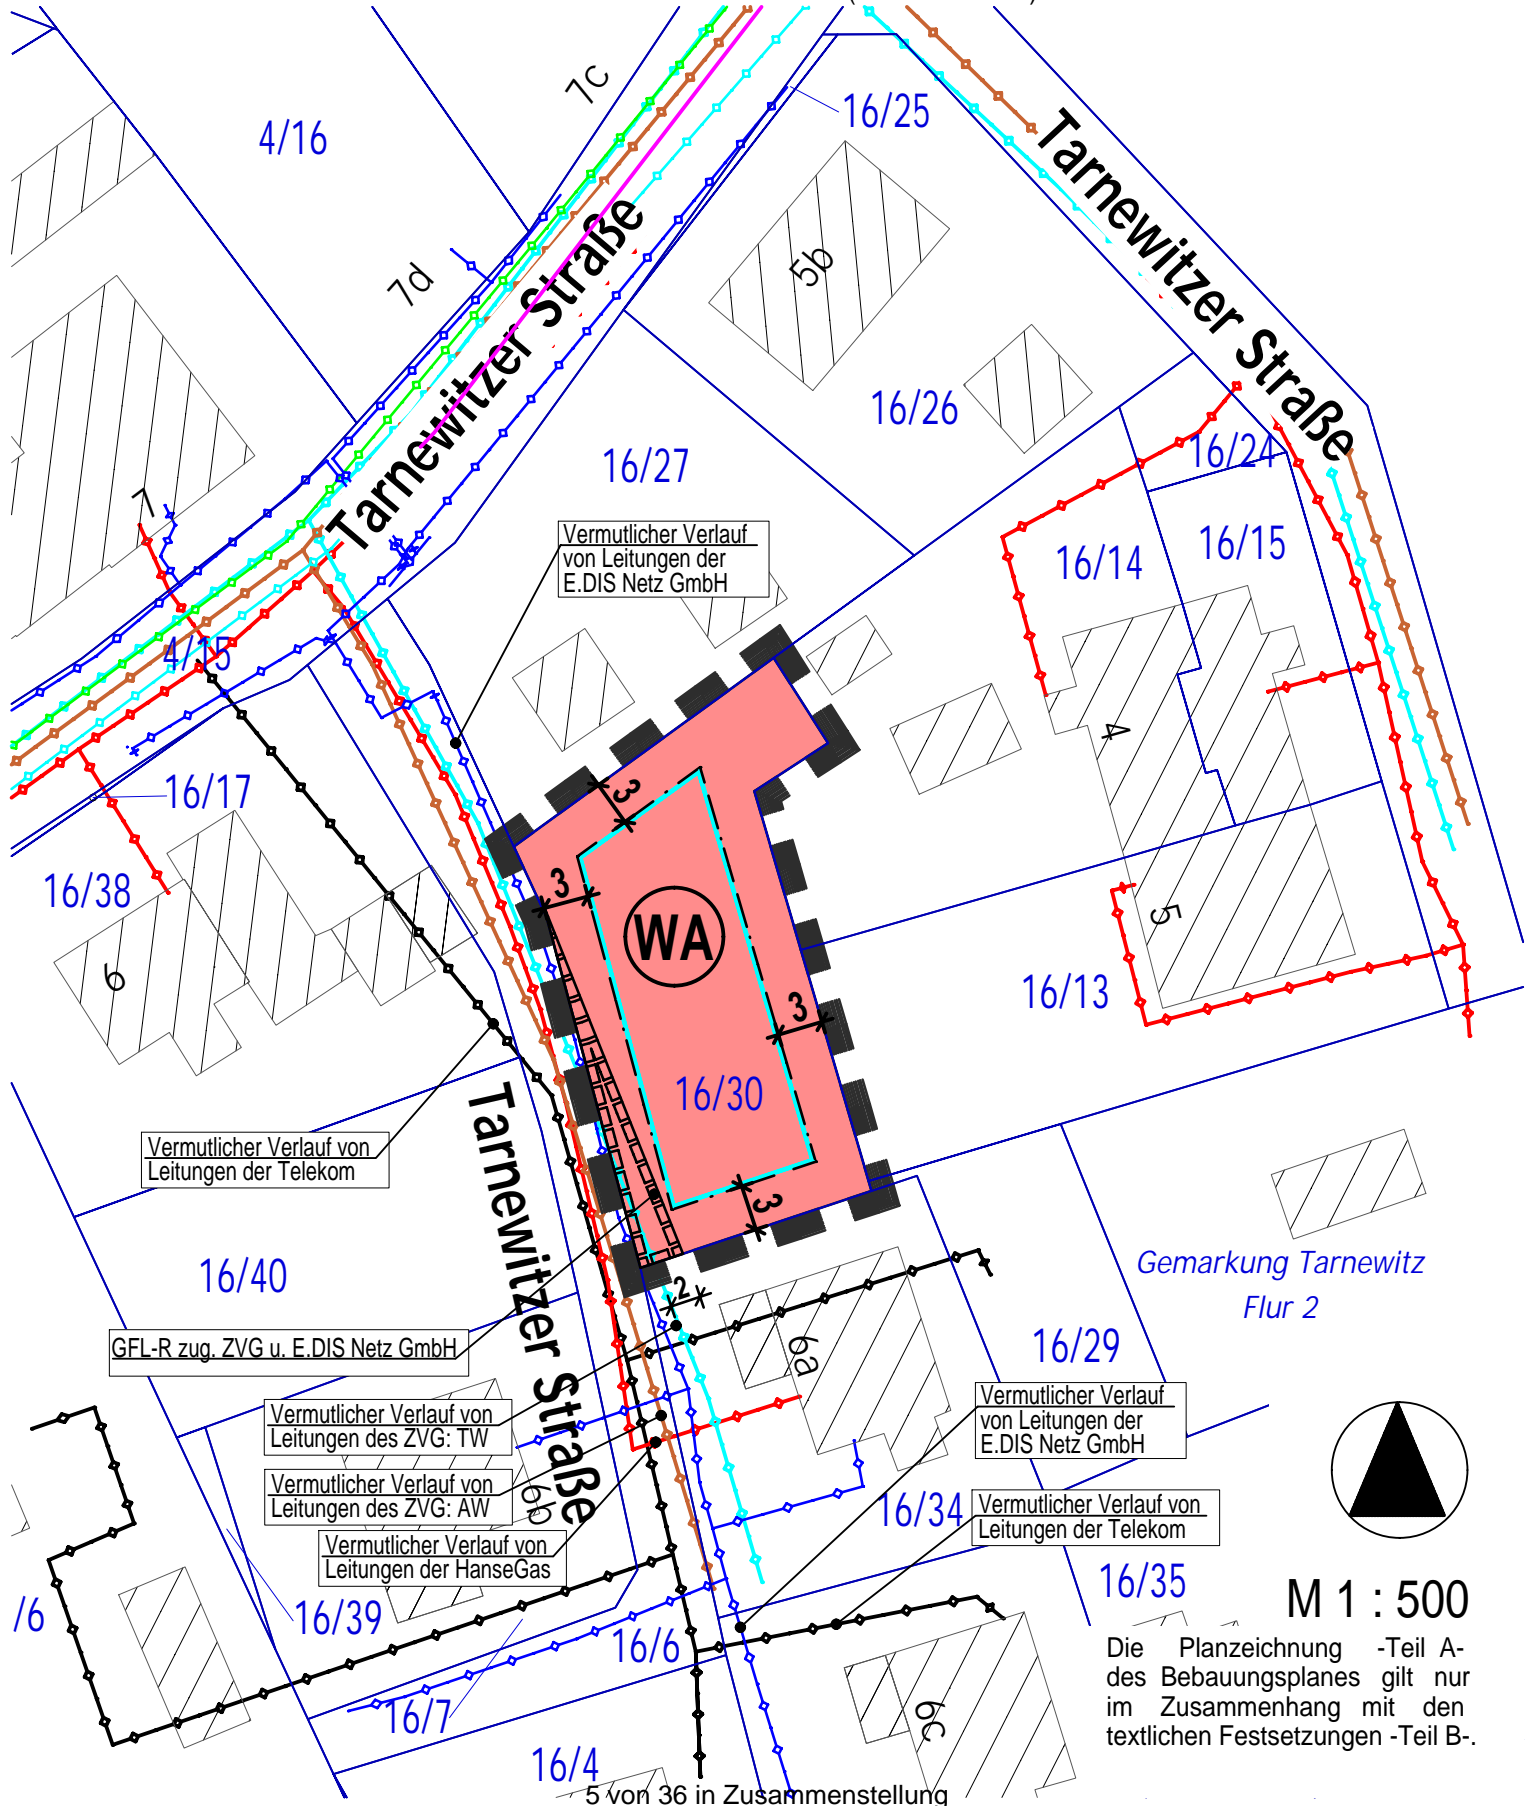 7c
4/16
16/25
Tarnewitzer Straße
7d
5b
Tarnewitzer Straße
16/26
16/27
16/24
7
16/14
16/15
Vermutlicher Verlauf
von Leitungen der
E.DIS Netz GmbH
4/15
4
3
16/17
16/38
3
WA
5
6
16/13
3
16/30
Tarnewitzer Straße
Vermutlicher Verlauf von
Leitungen der Telekom
3
16/40
Gemarkung Tarnewitz
Flur 2
2
GFL-R zug. ZVG u. E.DIS Netz GmbH
6a
16/29
Vermutlicher Verlauf von
Leitungen des ZVG: TW
Vermutlicher Verlauf
von Leitungen der
E.DIS Netz GmbH
Vermutlicher Verlauf von
Leitungen des ZVG: AW
6b
16/34
Vermutlicher Verlauf von
Leitungen der Telekom
Vermutlicher Verlauf von
Leitungen der HanseGas
16/35
M 1 : 500
/6
16/39
16/6
Die Planzeichnung -Teil A-
des Bebauungsplanes gilt nur
im Zusammenhang mit den
textlichen Festsetzungen -Teil B-.
16/7
6c
16/4
5 von 36 in Zusammenstellung